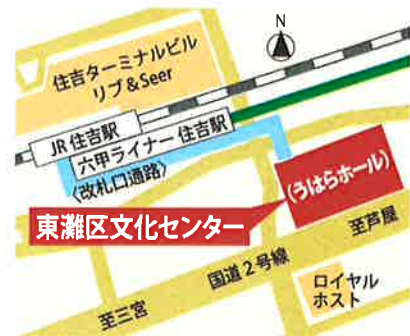 N
住吉ターミナルビル
リブ&Seer
JR 住吉駅
六甲ライナー 住吉駅
〈改札口通路〉
(うはらホール)
東灘区文化センター
至芦屋
国道2号線
至三宮
ロイヤル
ホスト